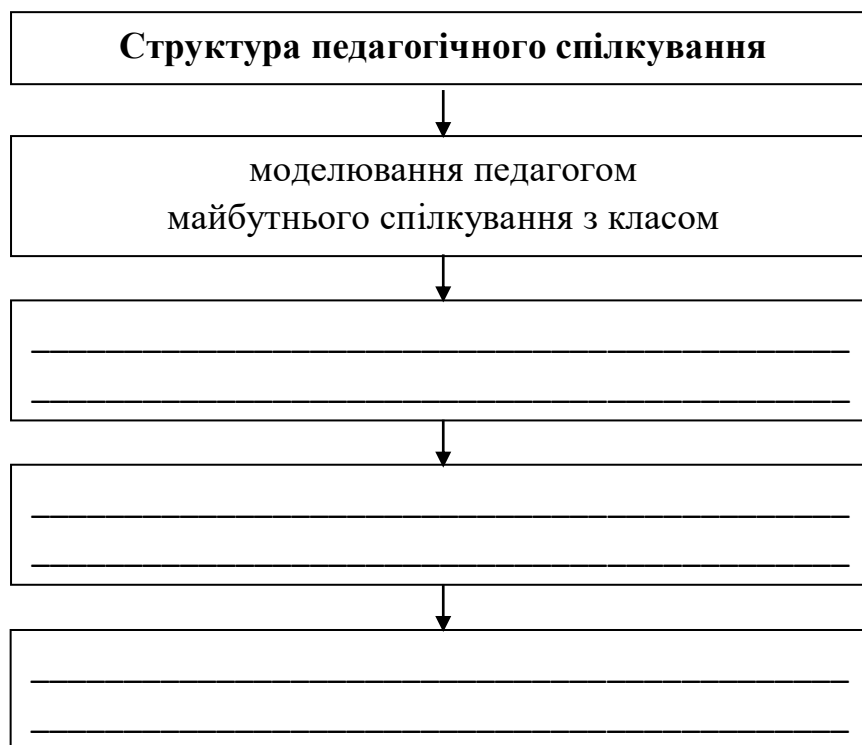 Структура педагогічного спілкування
моделювання педагогом
майбутнього спілкування з класом